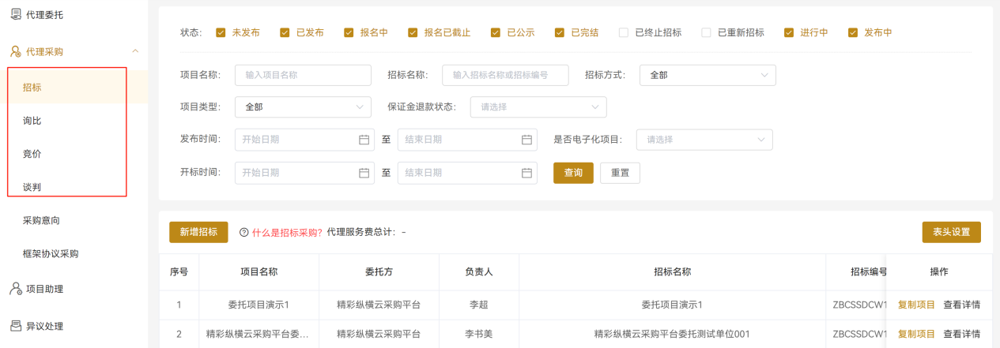 代理委托
代理采购
招标
询比
竞价
谈判
采购意向
框架协议采购
项目助理
异议处理
状态: 未发布 已发布 报名中 报名已截止 已公示 已完结 已终止招标 已重新招标 进行中 发布中
项目名称: 输入项目名称 招标名称: 输入招标名称或招标编号 招标方式: 全部
项目类型: 全部 保证金退款状态: 请选择
发布时间: 开始日期 至 结束日期 是否电子化项目: 请选择
开标时间: 开始日期 至 结束日期 查询 重置
新增招标 什么是招标采购? 代理服务费总计: - 表头设置
序号 项目名称 委托方 负责人 招标名称 招标编号 操作
1 委托项目演示1 精彩纵横云采购平台 李超 委托项目演示1 ZBCSSDCW1 复制项目 查看详情
2 精彩纵横云采购平台委... 精彩纵横云采购平台 李书美 精彩纵横云采购平台委托测试单位001 ZBCSSDCW1 复制项目 查看详情